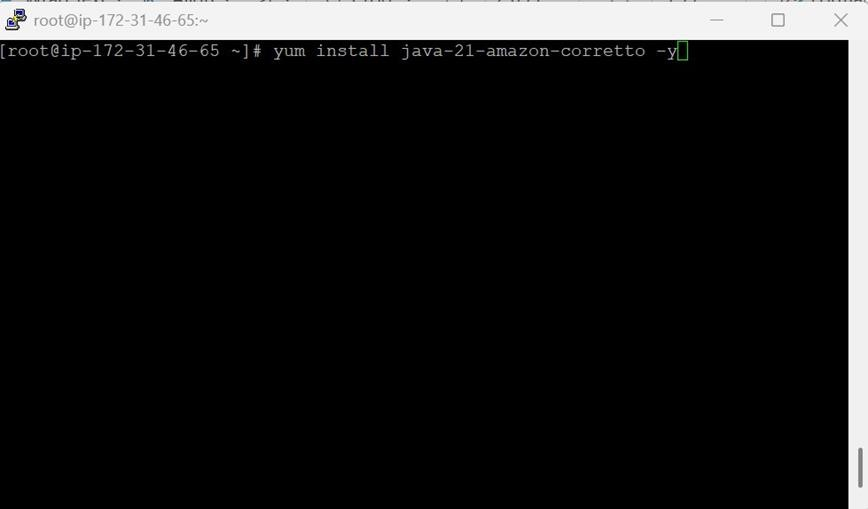 root@ip-172-31-46-65:~
[root@ip-172-31-46-65 ~]# yum install java-21-amazon-corretto -y